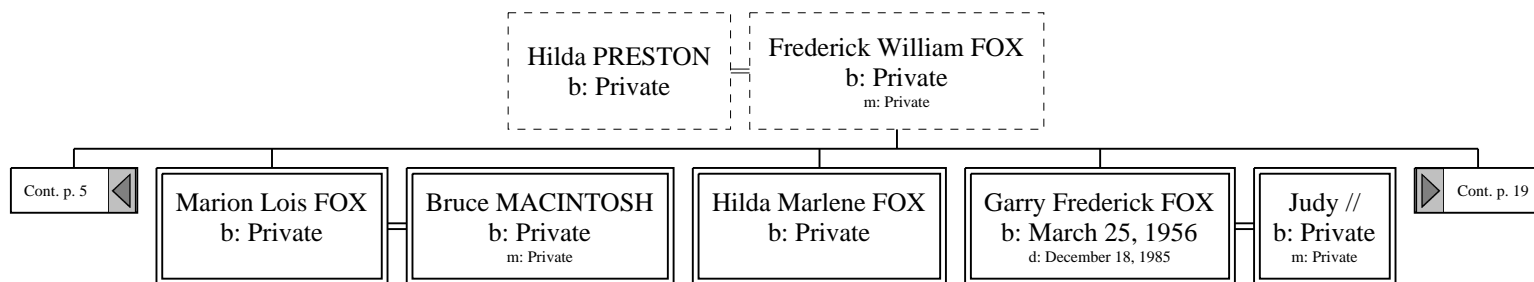 Hilda PRESTON
b: Private
Frederick William FOX
b: Private
m: Private
Cont. p. 5
Marion Lois FOX
b: Private
Bruce MACINTOSH
b: Private
m: Private
Hilda Marlene FOX
b: Private
Garry Frederick FOX
b: March 25, 1956
d: December 18, 1985
Judy //
b: Private
m: Private
Cont. p. 19